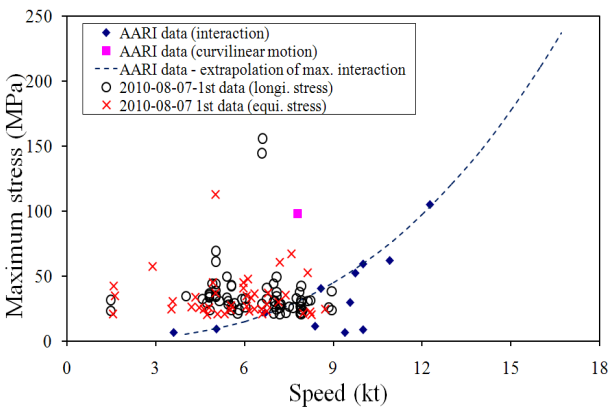 250
200
150
100
50
0
Maximum stress (MPa)
AARI data (interaction)
AARI data (curvilinear motion)
AARI data - extrapolation of max. interaction
2010-08-07-1st data (longi. stress)
2010-08-07 1st data (equi. stress)
0 3 6 9 12 15 18
Speed (kt)